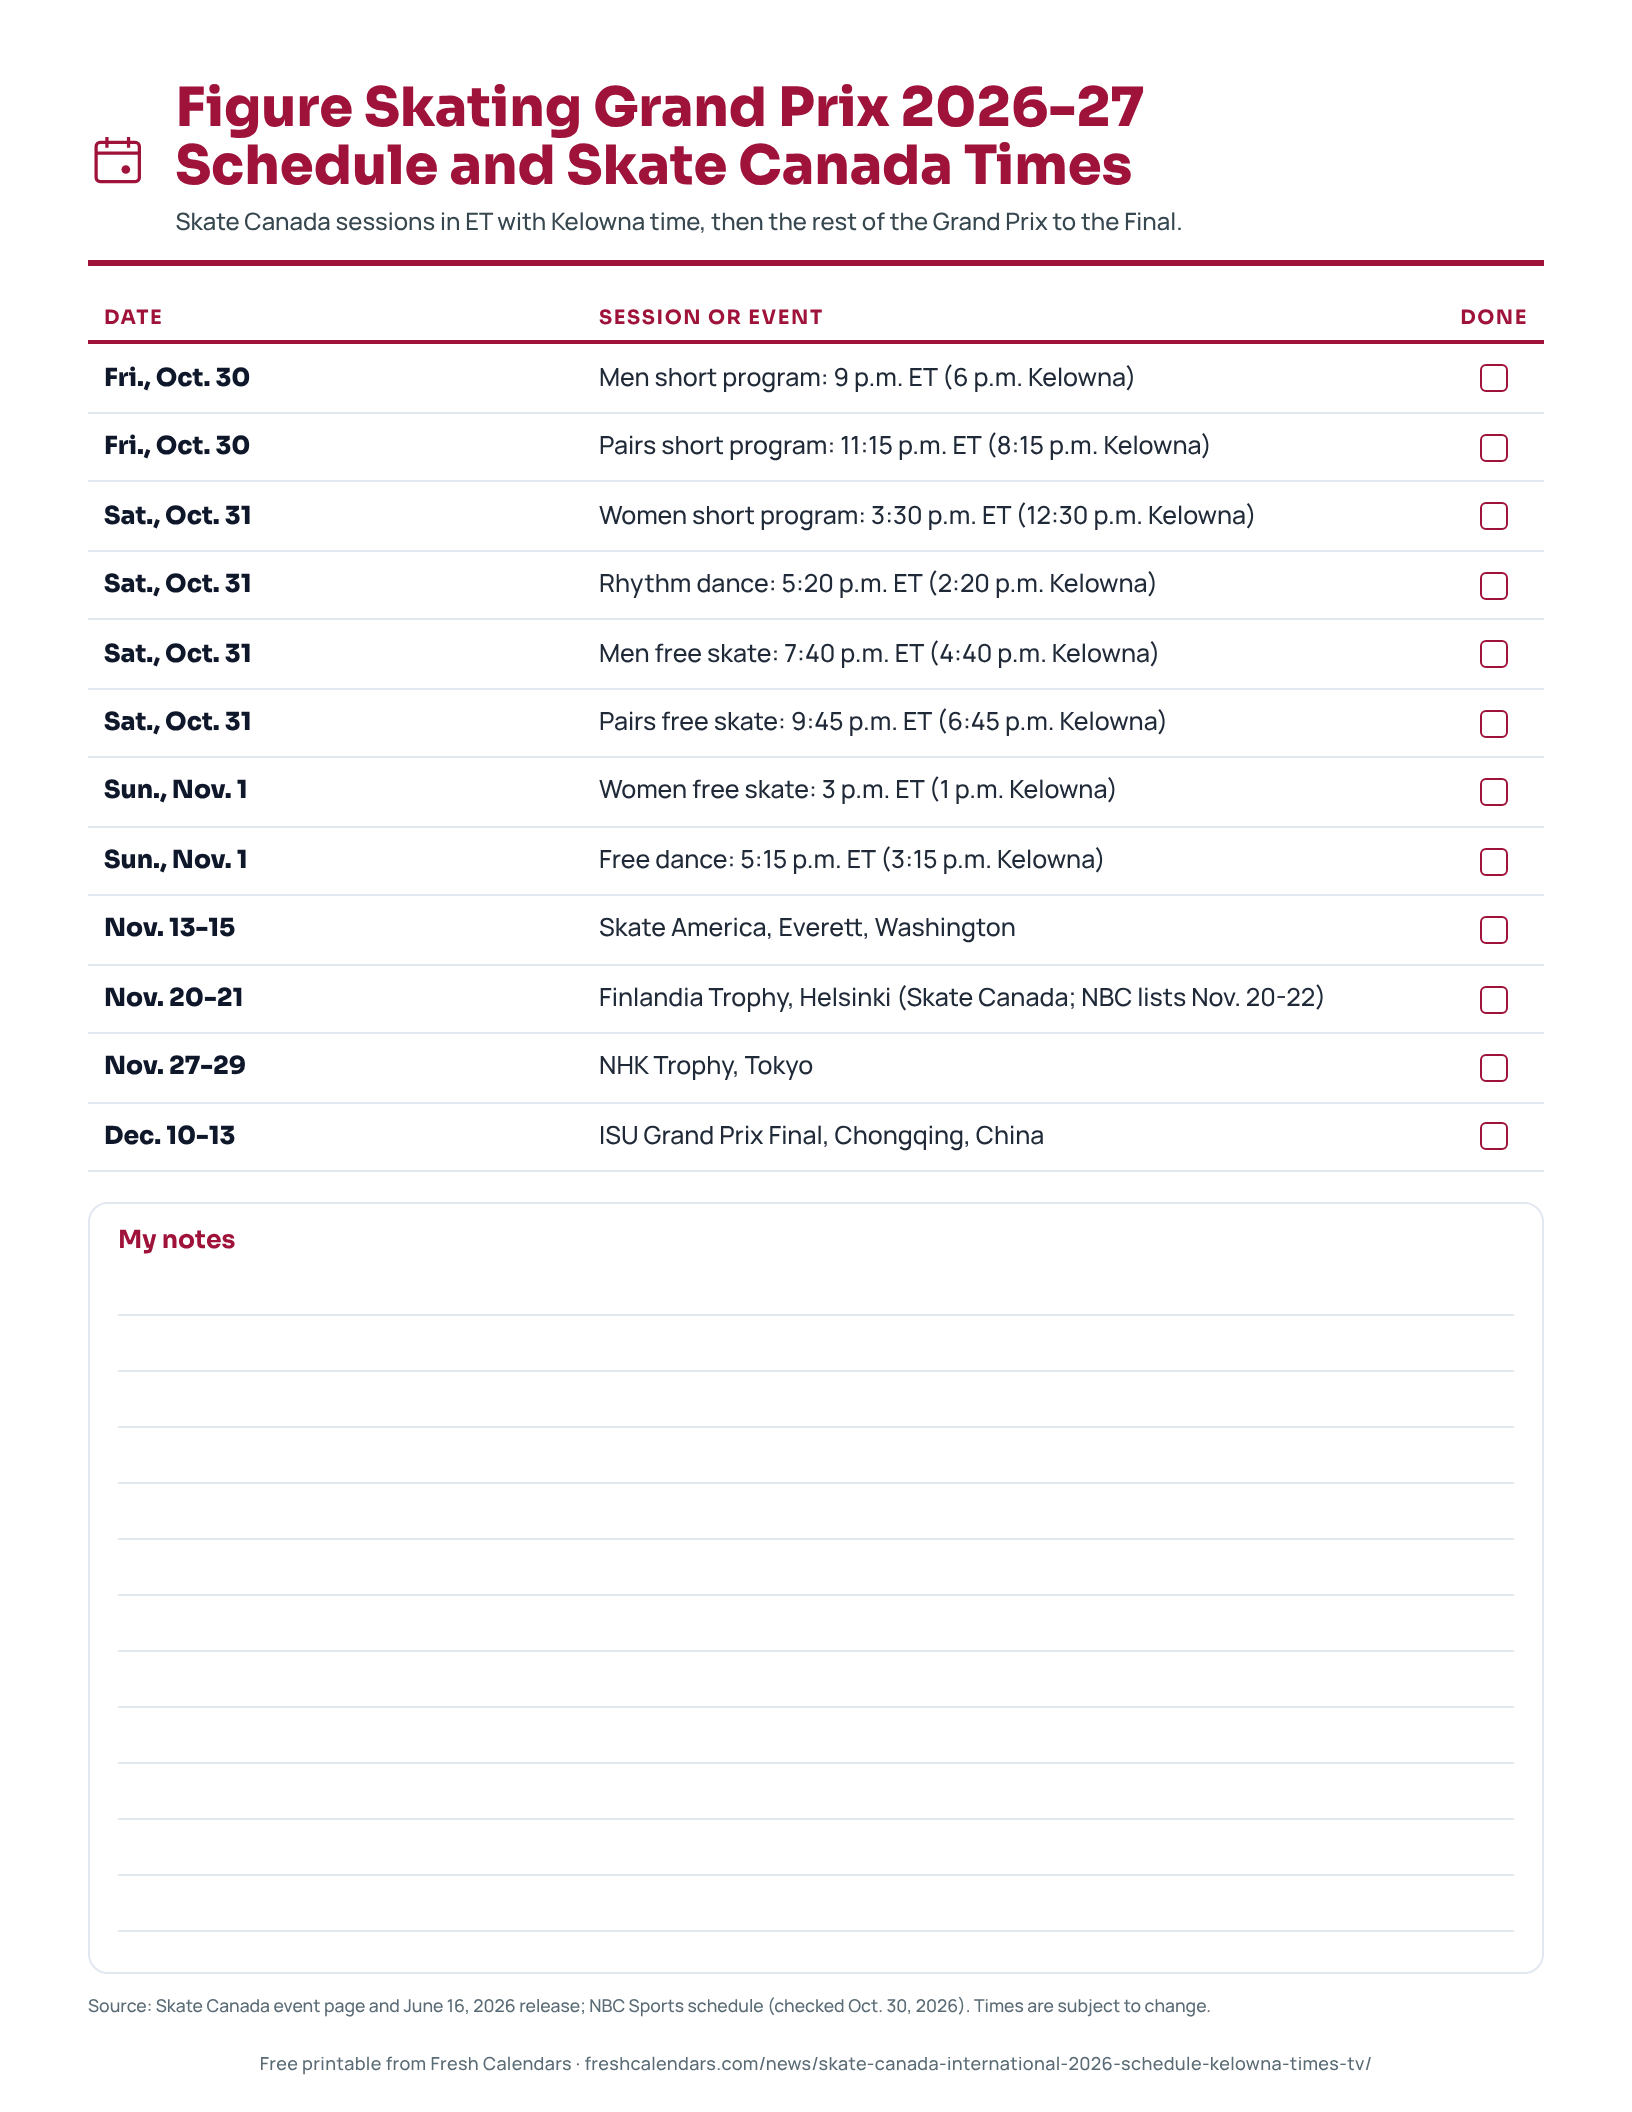 Figure Skating Grand Prix 2026–27
Schedule and Skate Canada Times
Skate Canada sessions in ET with Kelowna time, then the rest of the Grand Prix to the Final.
DATE SESSION OR EVENT DONE
Fri., Oct. 30 Men short program: 9 p.m. ET (6 p.m. Kelowna)
Fri., Oct. 30 Pairs short program: 11:15 p.m. ET (8:15 p.m. Kelowna)
Sat., Oct. 31 Women short program: 3:30 p.m. ET (12:30 p.m. Kelowna)
Sat., Oct. 31 Rhythm dance: 5:20 p.m. ET (2:20 p.m. Kelowna)
Sat., Oct. 31 Men free skate: 7:40 p.m. ET (4:40 p.m. Kelowna)
Sat., Oct. 31 Pairs free skate: 9:45 p.m. ET (6:45 p.m. Kelowna)
Sun., Nov. 1 Women free skate: 3 p.m. ET (1 p.m. Kelowna)
Sun., Nov. 1 Free dance: 5:15 p.m. ET (3:15 p.m. Kelowna)
Nov. 13–15 Skate America, Everett, Washington
Nov. 20–21 Finlandia Trophy, Helsinki (Skate Canada; NBC lists Nov. 20-22)
Nov. 27–29 NHK Trophy, Tokyo
Dec. 10–13 ISU Grand Prix Final, Chongqing, China
My notes
Source: Skate Canada event page and June 16, 2026 release; NBC Sports schedule (checked Oct. 30, 2026). Times are subject to change.
Free printable from Fresh Calendars · freshcalendars.com/news/skate-canada-international-2026-schedule-kelowna-times-tv/